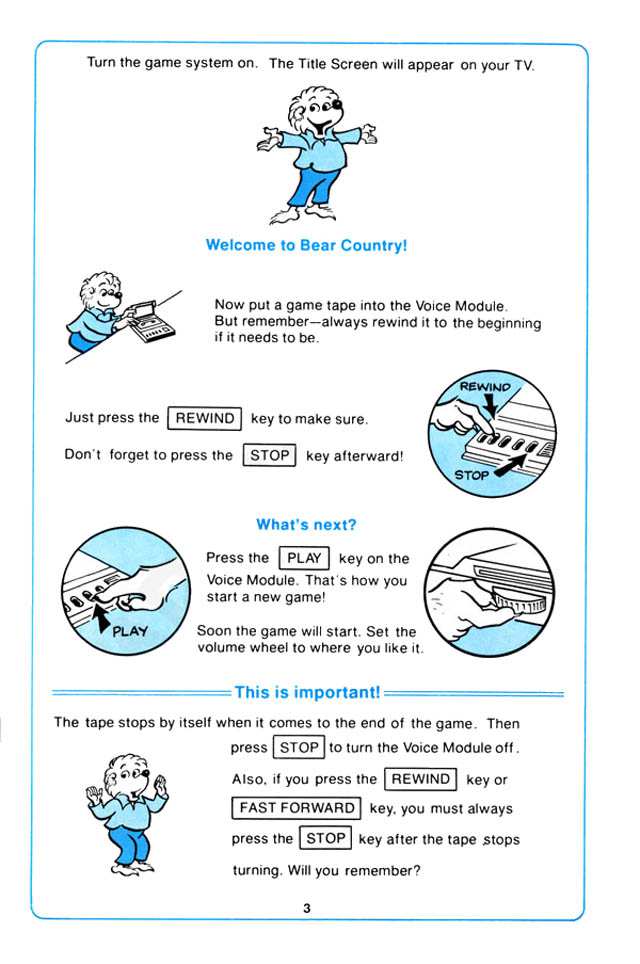 Turn the game system on. The Title Screen will appear on your TV.
Welcome to Bear Country!
Now put a game tape into the Voice Module.
But remember—always rewind it to the beginning
if it needs to be.
Just press the REWIND key to make sure.
Don't forget to press the STOP key afterward!
REWIND
STOP
What's next?
PLAY
Press the PLAY key on the
Voice Module. That's how you
start a new game!
Soon the game will start. Set the
volume wheel to where you like it.
This is important!
The tape stops by itself when it comes to the end of the game. Then
press STOP to turn the Voice Module off.
Also, if you press the REWIND key or
FAST FORWARD key, you must always
press the STOP key after the tape stops
turning. Will you remember?
3